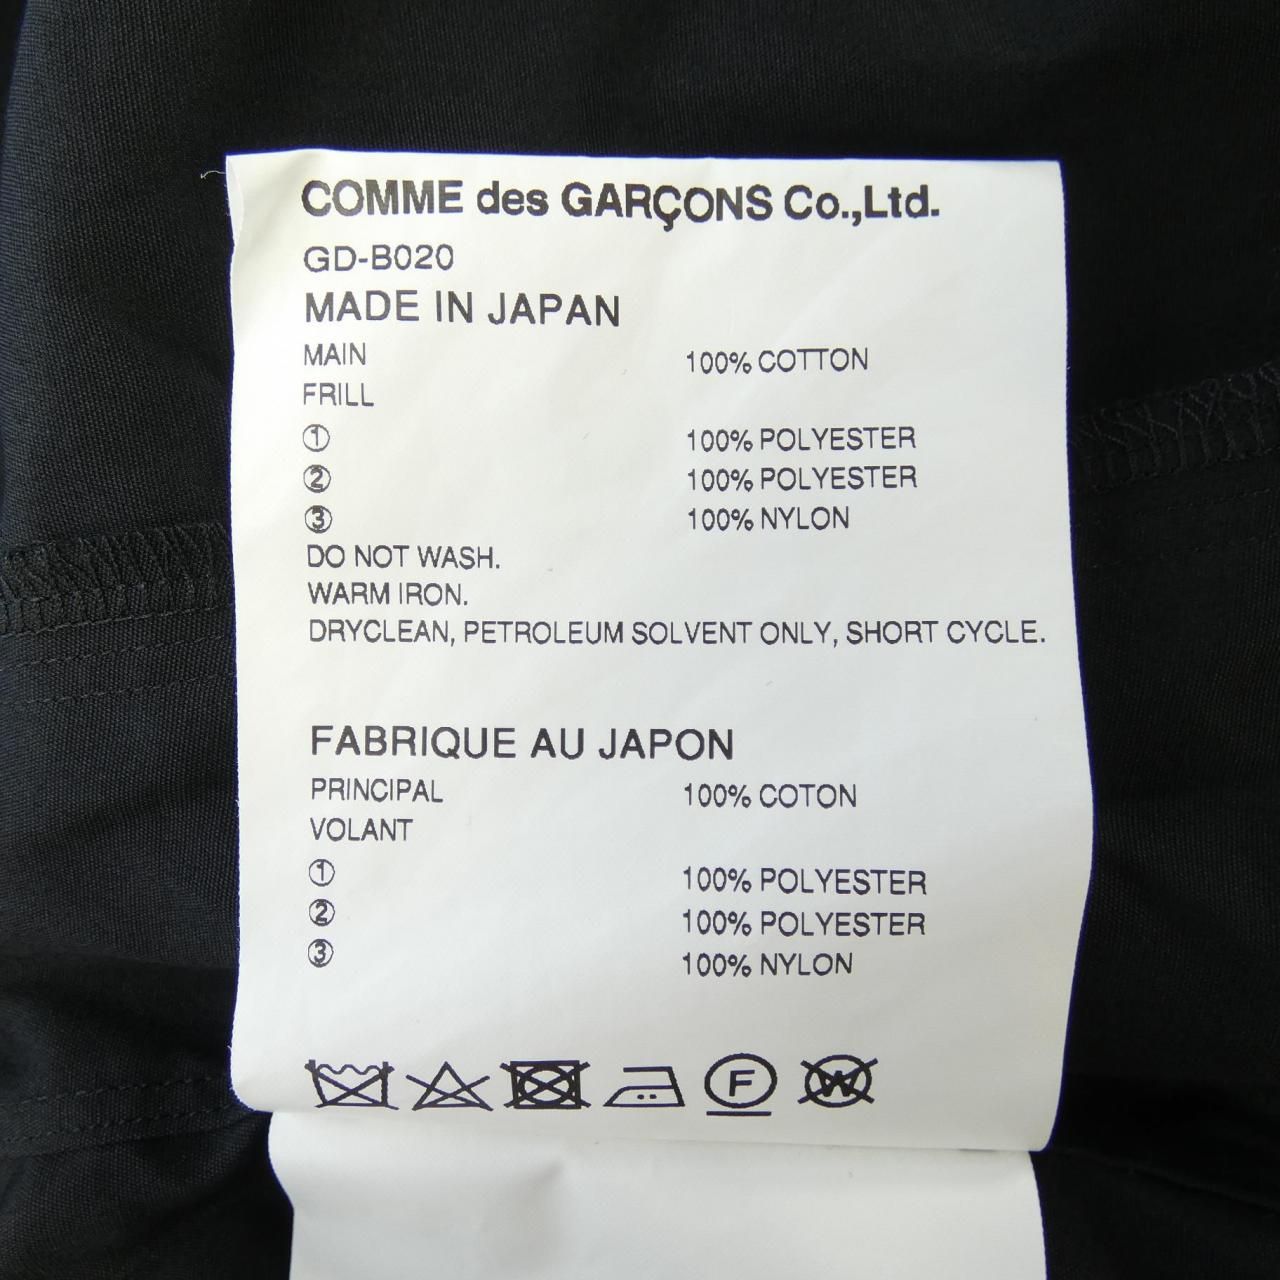 COMME des GARÇONS Co.,Ltd.
GD-B020
MADE IN JAPAN
MAIN 100% COTTON
FRILL
① 100% POLYESTER
② 100% POLYESTER
③ 100% NYLON
DO NOT WASH.
WARM IRON.
DRYCLEAN, PETROLEUM SOLVENT ONLY, SHORT CYCLE.
FABRIQUE AU JAPON
PRINCIPAL 100% COTON
VOLANT
① 100% POLYESTER
② 100% POLYESTER
③ 100% NYLON
F W